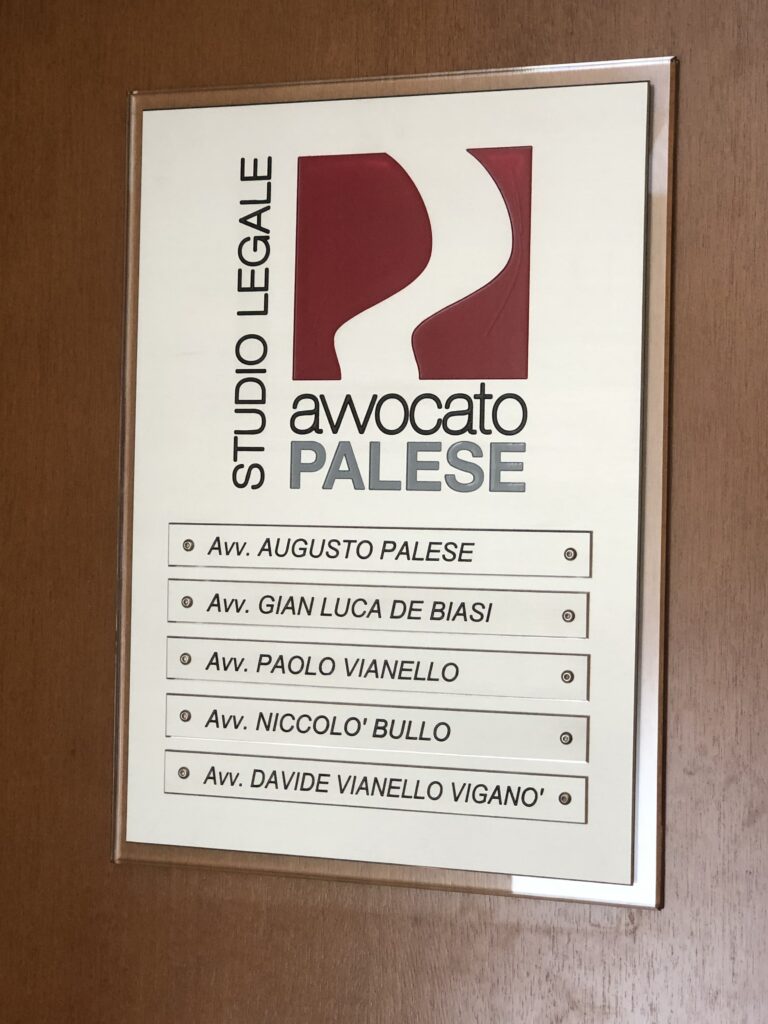 STUDIO LEGALE
avvocato
PALESE
Avv. AUGUSTO PALESE
Avv. GIAN LUCA DE BIASI
Avv. PAOLO VIANELLO
Avv. NICCOLO' BULLO
Avv. DAVIDE VIANELLO VIGANO'